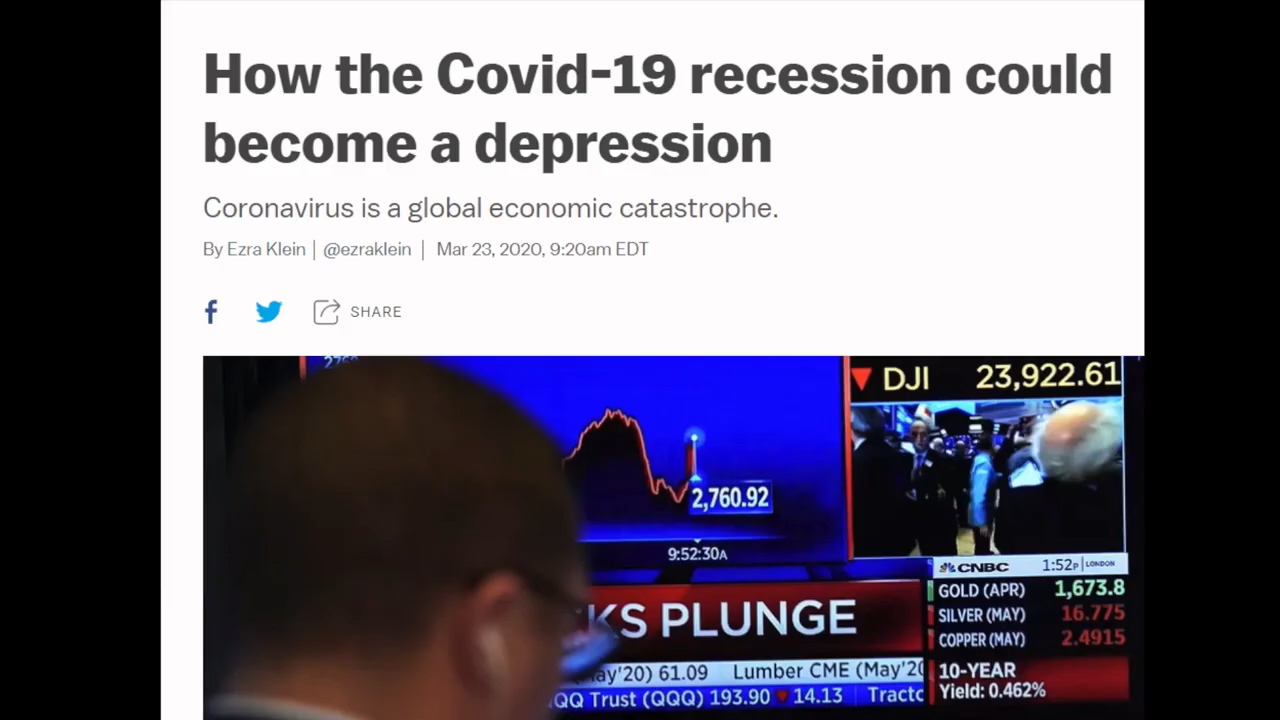 How the Covid-19 recession could
become a depression
Coronavirus is a global economic catastrophe.
By Ezra Klein | @ezraklein | Mar 23, 2020, 9:20am EDT
SHARE
DJI 23,922.61
2,760.92
9:52:30A
CNBC 1:52P | LONDON
GOLD (APR) 1,673.8
SILVER (MAY) 16.775
COPPER (MAY) 2.4915
KS PLUNGE
10-YEAR
Yield: 0.462%
ay'20) 61.09 Lumber CME (May'20
QQ Trust (QQQ) 193.90 14.13 Tractc